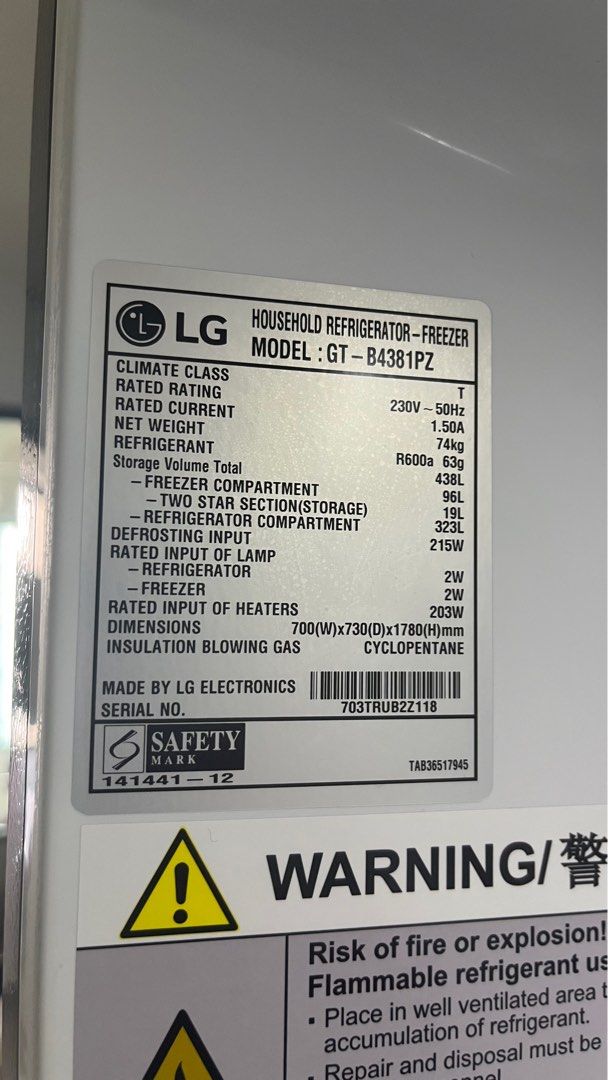 LG HOUSEHOLD REFRIGERATOR-FREEZER
MODEL : GT-B4381PZ
CLIMATE CLASS T
RATED RATING 230V~50Hz
RATED CURRENT 1.50A
NET WEIGHT 74kg
REFRIGERANT R600a 63g
Storage Volume Total 438L
-FREEZER COMPARTMENT 96L
-TWO STAR SECTION(STORAGE) 19L
-REFRIGERATOR COMPARTMENT 323L
DEFROSTING INPUT 215W
RATED INPUT OF LAMP
-REFRIGERATOR 2W
-FREEZER 2W
RATED INPUT OF HEATERS 203W
DIMENSIONS 700(W)x730(D)x1780(H)mm
INSULATION BLOWING GAS CYCLOPENTANE
MADE BY LG ELECTRONICS
SERIAL NO. 703TRUB2Z118
SAFETY
MARK
141441-12
TAB36517945
WARNING/警
Risk of fire or explosion!
Flammable refrigerant us
• Place in well ventilated area t
accumulation of refrigerant.
• Repair and disposal must be